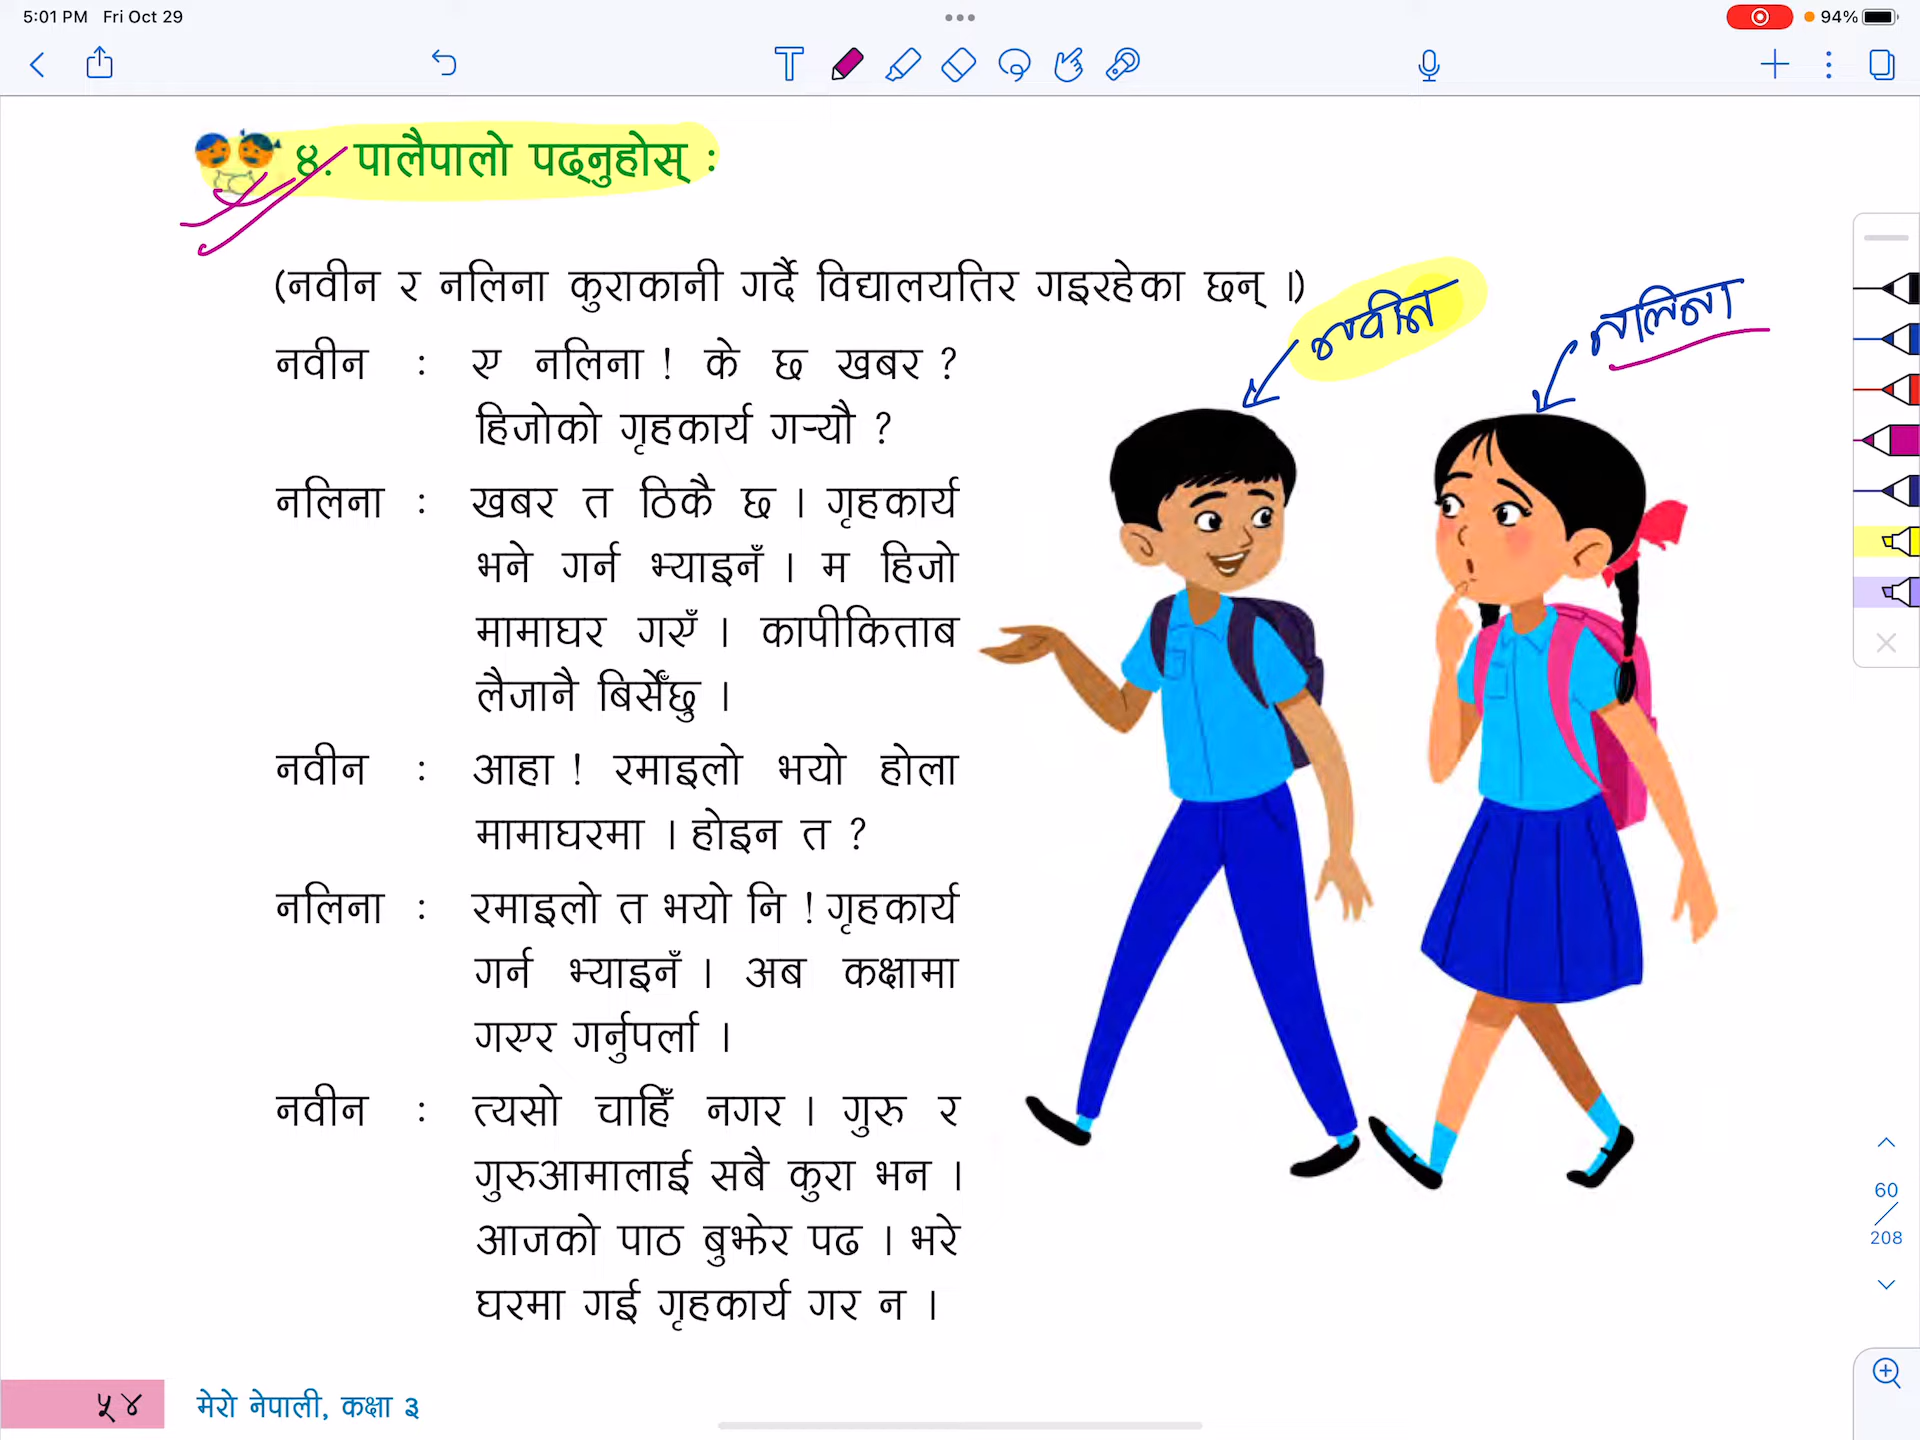 5:01 PM Fri Oct 29
94%
४. पालैपालो पढ्नुहोस् :
(नवीन र नलिना कुराकानी गर्दै विद्यालयतिर गइरहेका छन् ।)
नवीन
नलिना
नवीन : ए नलिना ! के छ खबर ?
हिजोको गृहकार्य गऱ्यौ ?
नलिना : खबर त ठिकै छ । गृहकार्य
भने गर्न भ्याइनँ । म हिजो
मामाघर गएँ । कापीकिताब
लैजानै बिर्सेँछु ।
नवीन : आहा ! रमाइलो भयो होला
मामाघरमा । होइन त ?
नलिना : रमाइलो त भयो नि ! गृहकार्य
गर्न भ्याइनँ । अब कक्षामा
गएर गर्नुपर्ला ।
नवीन : त्यसो चाहिँ नगर । गुरु र
गुरुआमालाई सबै कुरा भन ।
आजको पाठ बुझेर पढ । भरे
घरमा गई गृहकार्य गर न ।
60
/
208
५४ मेरो नेपाली, कक्षा ३